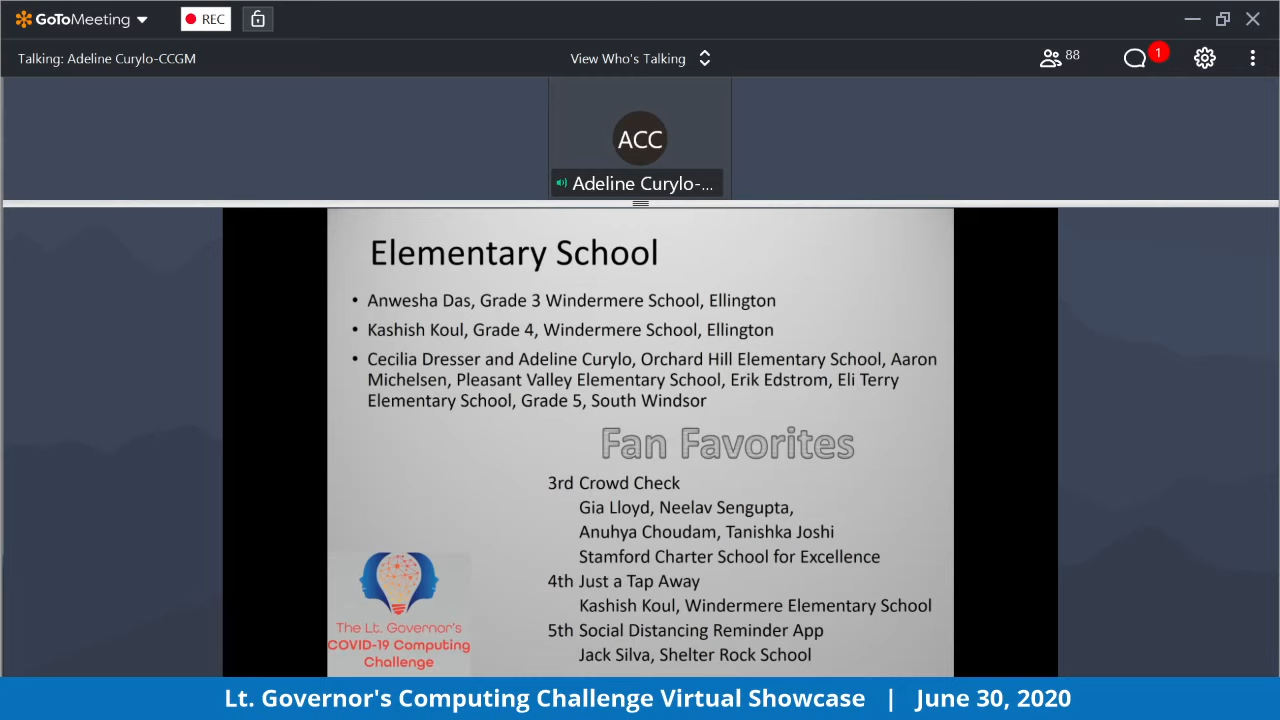 GoToMeeting
REC
Talking: Adeline Curylo-CCGM
View Who's Talking
88
1
ACC
Adeline Curylo-...
Elementary School
• Anwesha Das, Grade 3 Windermere School, Ellington
• Kashish Koul, Grade 4, Windermere School, Ellington
• Cecilia Dresser and Adeline Curylo, Orchard Hill Elementary School, Aaron
Michelsen, Pleasant Valley Elementary School, Erik Edstrom, Eli Terry
Elementary School, Grade 5, South Windsor
Fan Favorites
3rd Crowd Check
Gia Lloyd, Neelav Sengupta,
Anuhya Choudam, Tanishka Joshi
Stamford Charter School for Excellence
4th Just a Tap Away
Kashish Koul, Windermere Elementary School
5th Social Distancing Reminder App
Jack Silva, Shelter Rock School
The Lt. Governor's
COVID-19 Computing
Challenge
Lt. Governor's Computing Challenge Virtual Showcase | June 30, 2020